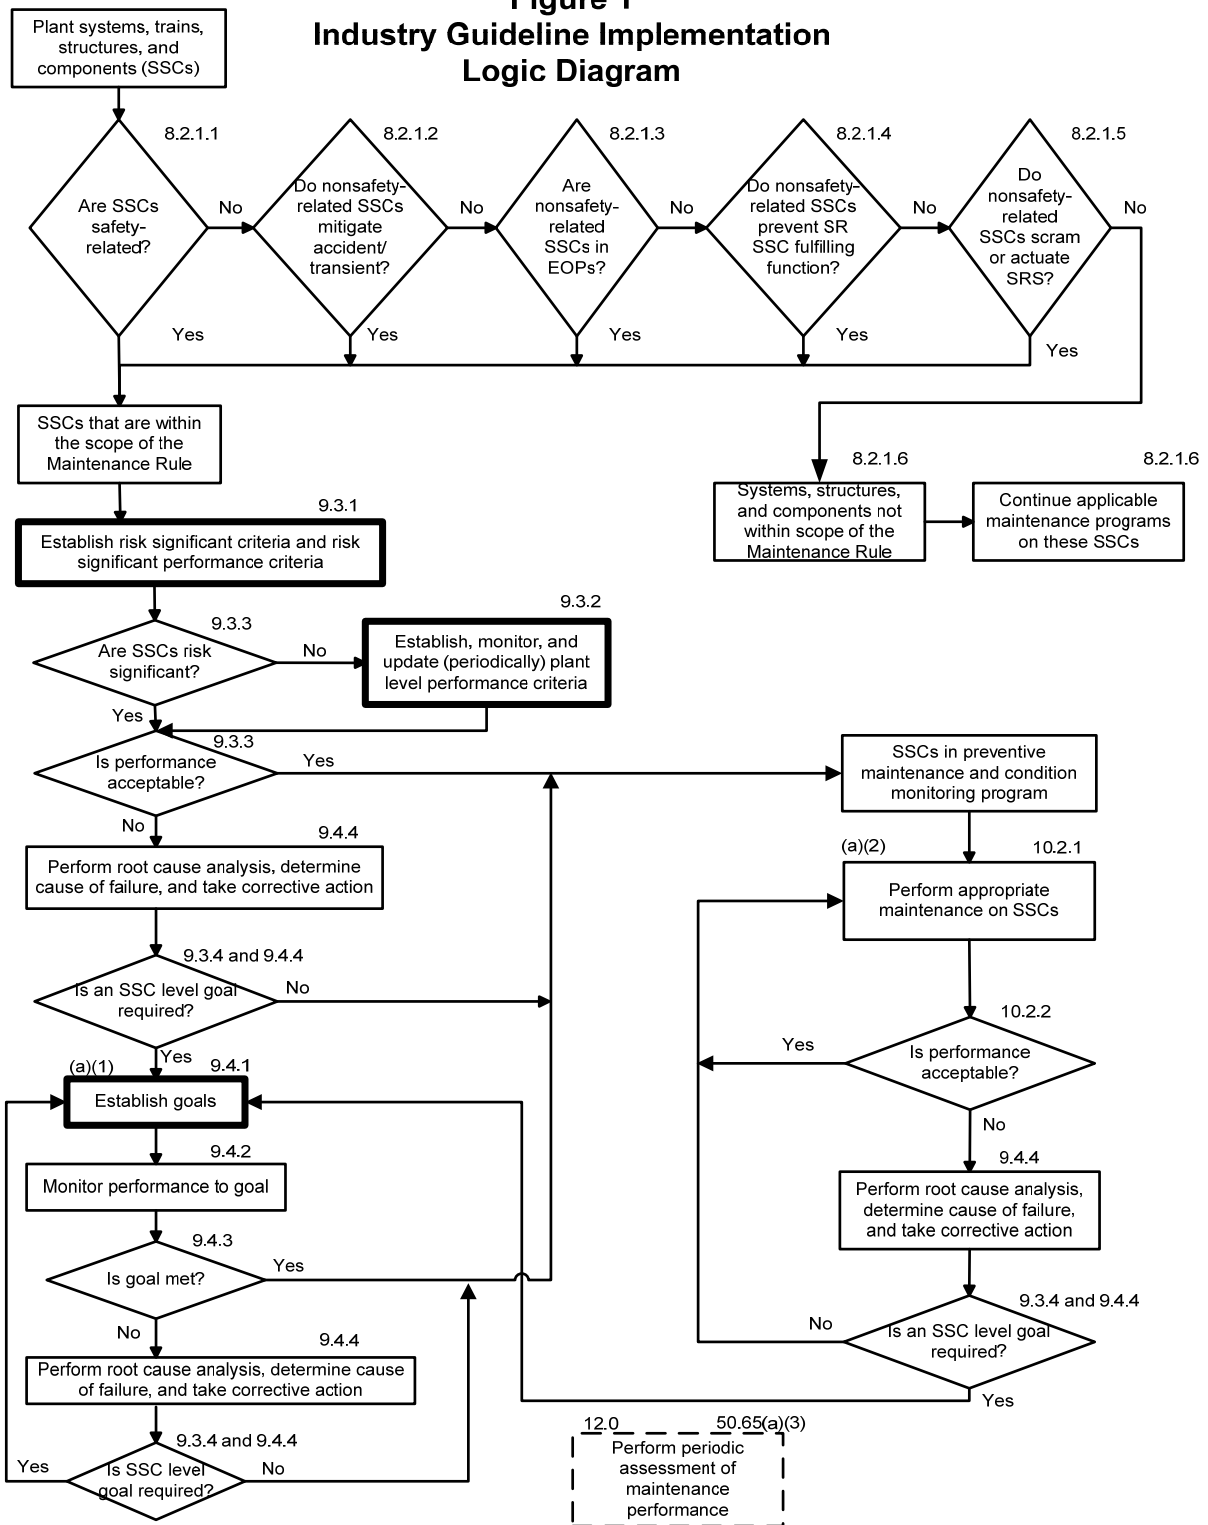 Figure 1
Industry Guideline Implementation
Logic Diagram
Plant systems, trains,
structures, and
components (SSCs)
8.2.1.1
8.2.1.2
8.2.1.3
8.2.1.4
8.2.1.5
Are SSCs
safety-
related?
No
Do nonsafety-
related SSCs
mitigate
accident/
transient?
No
Are
nonsafety-
related
SSCs in
EOPs?
No
Do nonsafety-
related SSCs
prevent SR
SSC fulfilling
function?
No
Do
nonsafety-
related
SSCs scram
or actuate
SRS?
No
Yes
Yes
Yes
Yes
Yes
SSCs that are within
the scope of the
Maintenance Rule
8.2.1.6
Systems, structures,
and components not
within scope of the
Maintenance Rule
8.2.1.6
Continue applicable
maintenance programs
on these SSCs
9.3.1
Establish risk significant criteria and risk
significant performance criteria
9.3.3
Are SSCs risk
significant?
No
9.3.2
Establish, monitor, and
update (periodically) plant
level performance criteria
Yes
9.3.3
Is performance
acceptable?
Yes
SSCs in preventive
maintenance and condition
monitoring program
No
9.4.4
Perform root cause analysis, determine
cause of failure, and take corrective action
(a)(2)
10.2.1
Perform appropriate
maintenance on SSCs
9.3.4 and 9.4.4
Is an SSC level goal
required?
No
Yes
10.2.2
Is performance
acceptable?
Yes
No
(a)(1)
9.4.1
Establish goals
9.4.2
Monitor performance to goal
9.4.4
Perform root cause analysis,
determine cause of failure,
and take corrective action
9.4.3
Is goal met?
Yes
No
9.3.4 and 9.4.4
Is an SSC level goal
required?
No
Yes
9.4.4
Perform root cause analysis, determine cause
of failure, and take corrective action
9.3.4 and 9.4.4
Is SSC level
goal required?
Yes
No
12.0
50.65(a)(3)
Perform periodic
assessment of
maintenance
performance